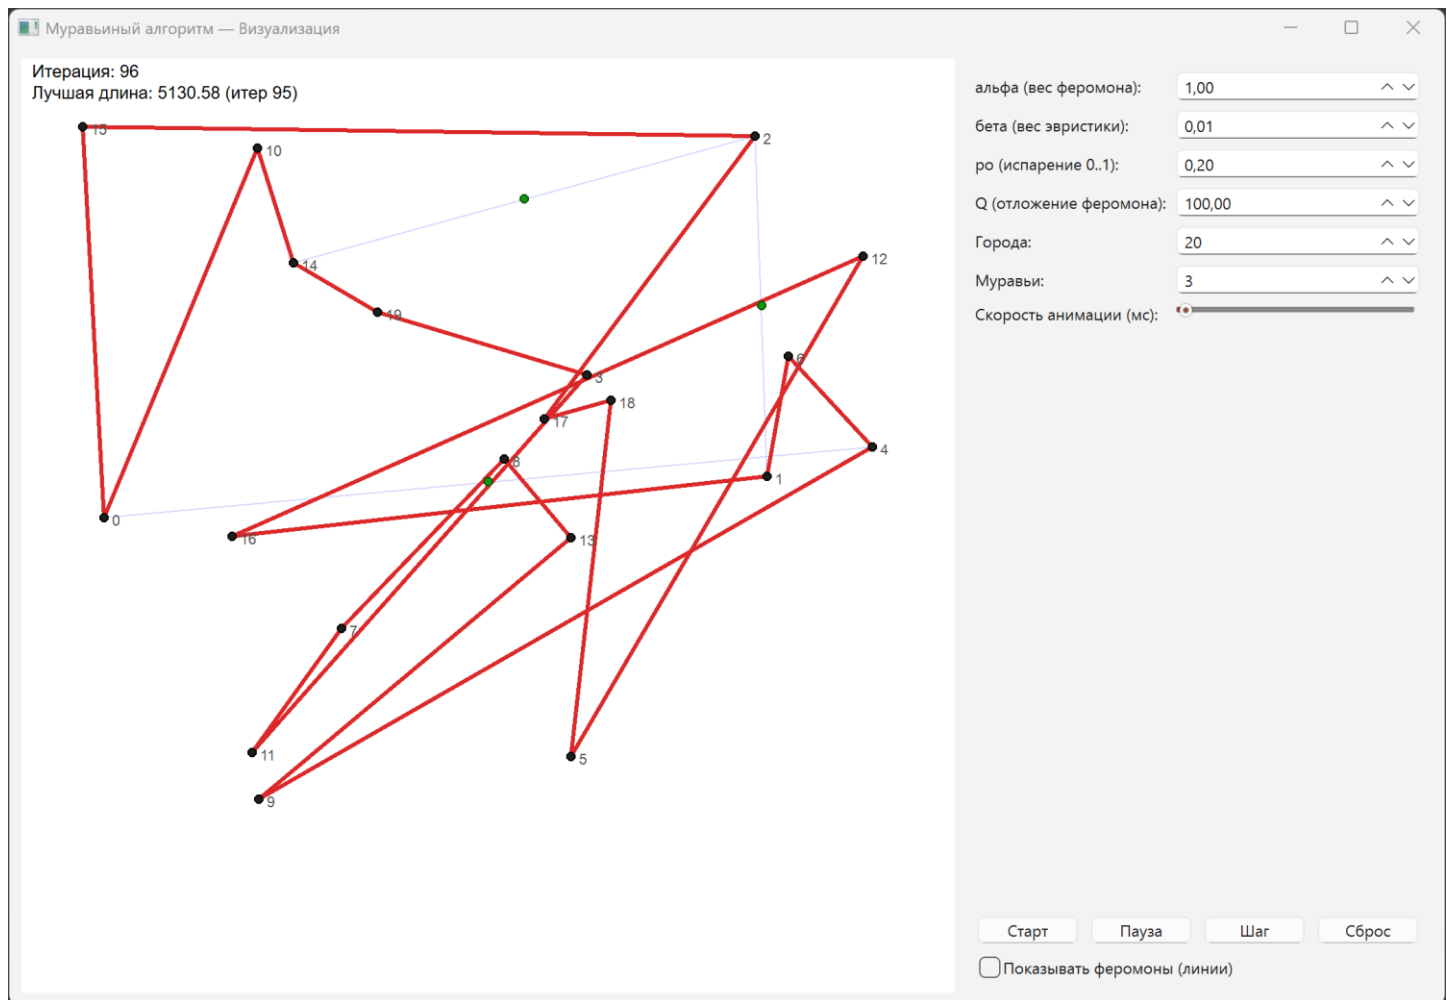 Муравьиный алгоритм — Визуализация
Итерация: 96
Лучшая длина: 5130.58 (итер 95)
15
10
2
14
12
19
3
6
18
17
4
8
1
0
16
13
7
11
5
9
альфа (вес феромона): 1,00
бета (вес эвристики): 0,01
ро (испарение 0..1): 0,20
Q (отложение феромона): 100,00
Города: 20
Муравьи: 3
Скорость анимации (мс):
Старт Пауза Шаг Сброс
Показывать феромоны (линии)